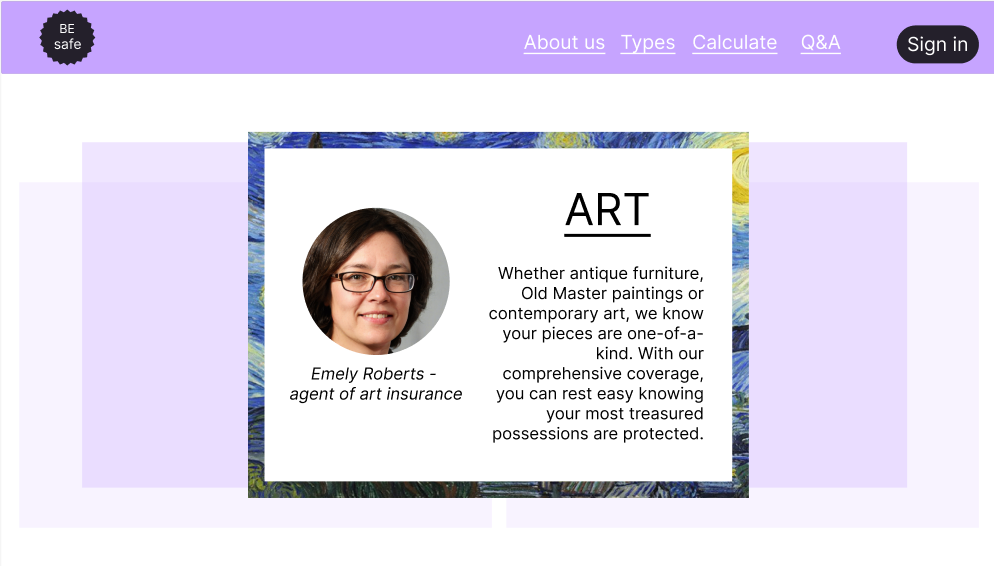 BE
safe
About us Types Calculate Q&A
Sign in
ART
Whether antique furniture,
Old Master paintings or
contemporary art, we know
your pieces are one-of-a-
kind. With our
comprehensive coverage,
you can rest easy knowing
your most treasured
possessions are protected.
Emely Roberts -
agent of art insurance